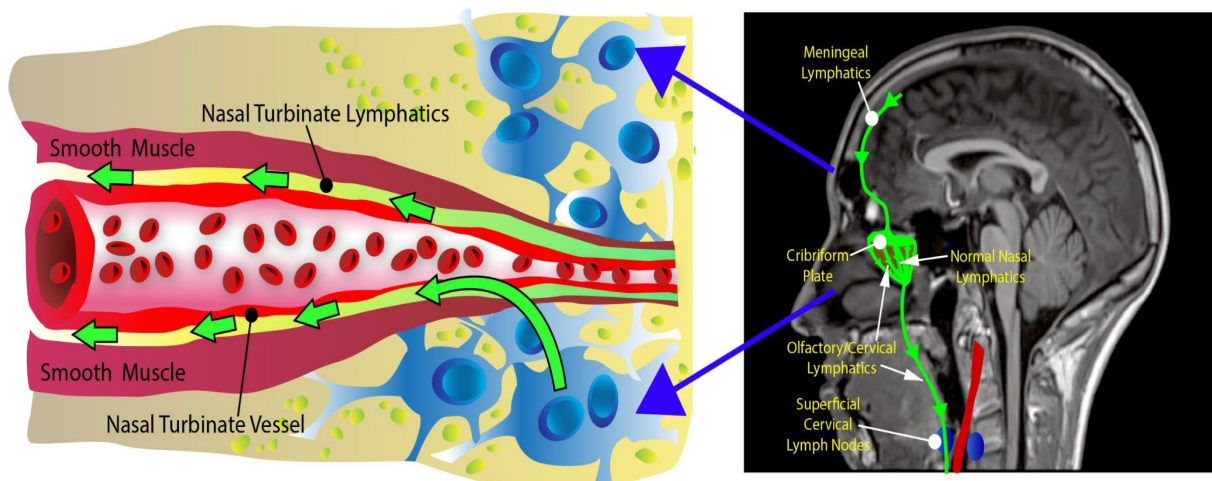 Nasal Turbinate Lymphatics
Smooth Muscle
Smooth Muscle
Nasal Turbinate Vessel
Meningeal
Lymphatics
Cribriform
Plate
Normal Nasal
Lymphatics
Olfactory/Cervical
Lymphatics
Superficial
Cervical
Lymph Nodes